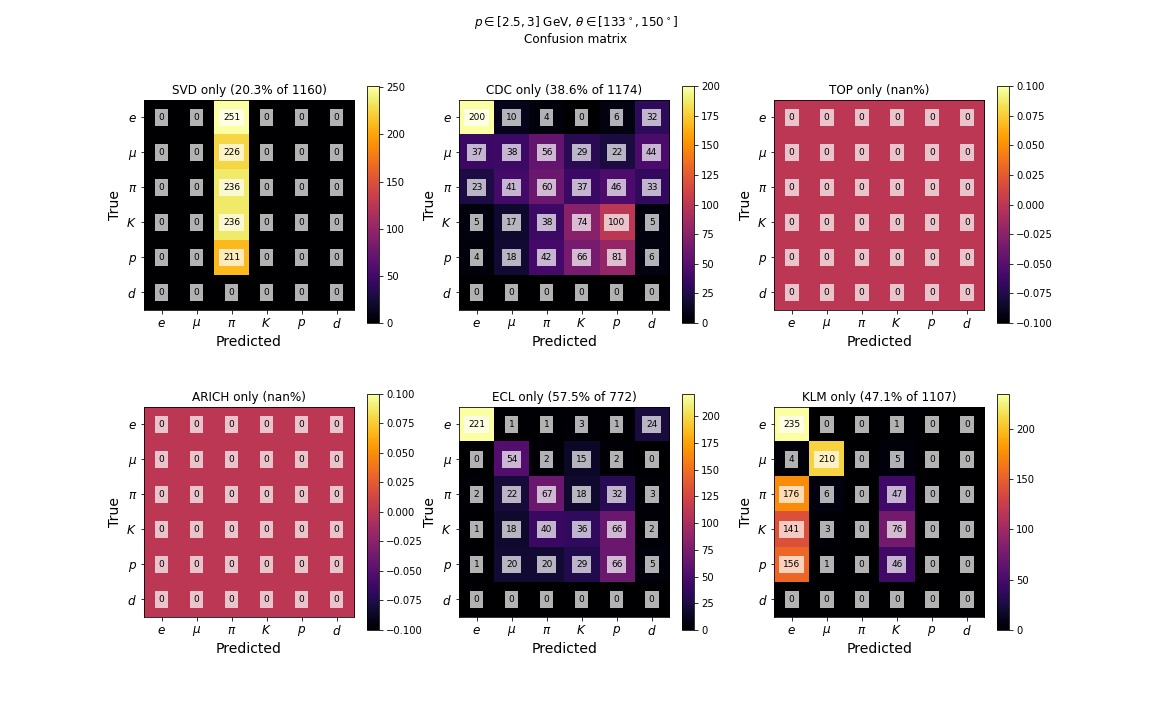 p ∈ [2.5, 3] GeV, θ ∈ [133°, 150°]
Confusion matrix
SVD only (20.3% of 1160)
e 0 0 251 0 0 0
μ 0 0 226 0 0 0
π 0 0 236 0 0 0
K 0 0 236 0 0 0
p 0 0 211 0 0 0
d 0 0 0 0 0 0
e μ π K p d
True
Predicted
250
200
150
100
50
0
CDC only (38.6% of 1174)
e 200 10 4 0 6 32
μ 37 38 56 29 22 44
π 23 41 60 37 46 33
K 5 17 38 74 100 5
p 4 18 42 66 81 6
d 0 0 0 0 0 0
e μ π K p d
True
Predicted
200
175
150
125
100
75
50
25
0
TOP only (nan%)
e 0 0 0 0 0 0
μ 0 0 0 0 0 0
π 0 0 0 0 0 0
K 0 0 0 0 0 0
p 0 0 0 0 0 0
d 0 0 0 0 0 0
e μ π K p d
True
Predicted
0.100
0.075
0.050
0.025
0.000
−0.025
−0.050
−0.075
−0.100
ARICH only (nan%)
e 0 0 0 0 0 0
μ 0 0 0 0 0 0
π 0 0 0 0 0 0
K 0 0 0 0 0 0
p 0 0 0 0 0 0
d 0 0 0 0 0 0
e μ π K p d
True
Predicted
0.100
0.075
0.050
0.025
0.000
−0.025
−0.050
−0.075
−0.100
ECL only (57.5% of 772)
e 221 1 1 3 1 24
μ 0 54 2 15 2 0
π 2 22 67 18 32 3
K 1 18 40 36 66 2
p 1 20 20 29 66 5
d 0 0 0 0 0 0
e μ π K p d
True
Predicted
200
175
150
125
100
75
50
25
0
KLM only (47.1% of 1107)
e 235 0 0 1 0 0
μ 4 210 0 5 0 0
π 176 6 0 47 0 0
K 141 3 0 76 0 0
p 156 1 0 46 0 0
d 0 0 0 0 0 0
e μ π K p d
True
Predicted
200
150
100
50
0